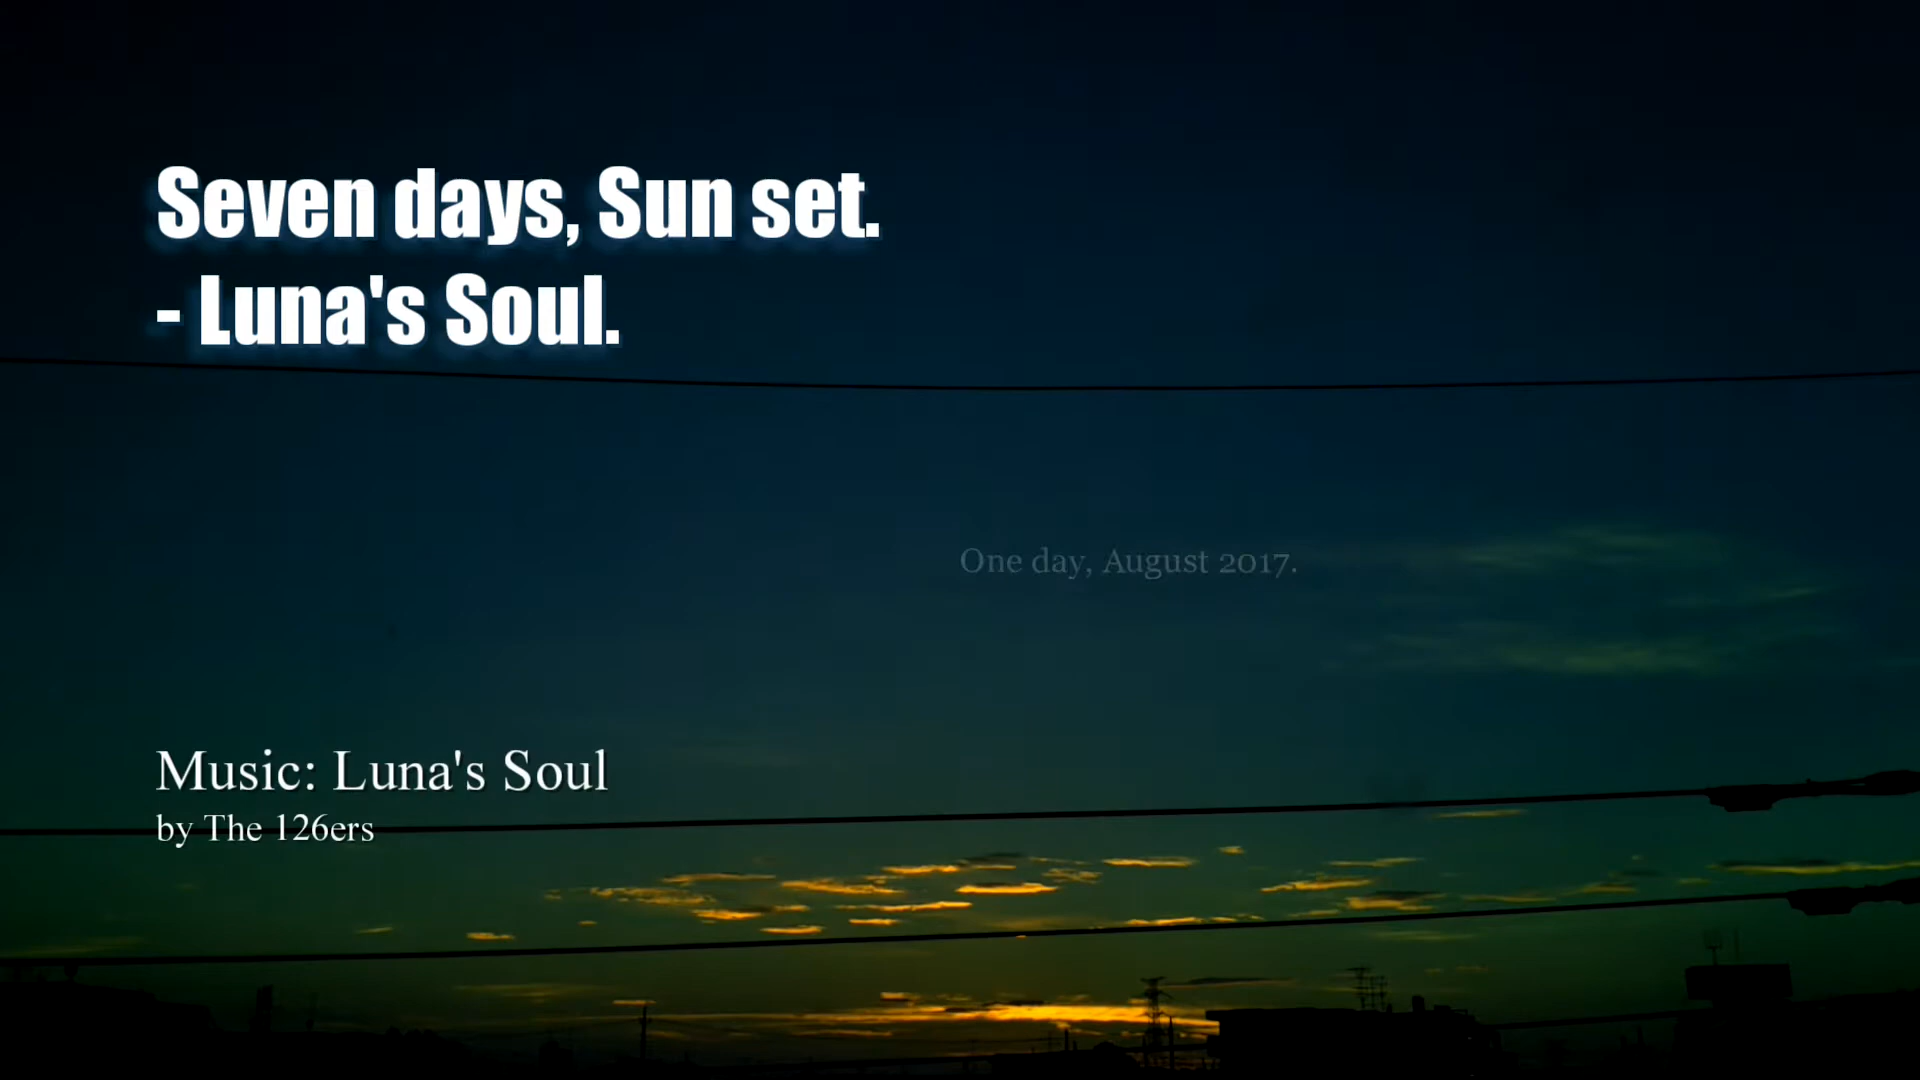 Seven days, Sun set.
- Luna's Soul.
One day, August 2017.
Music: Luna's Soul
by The 126ers